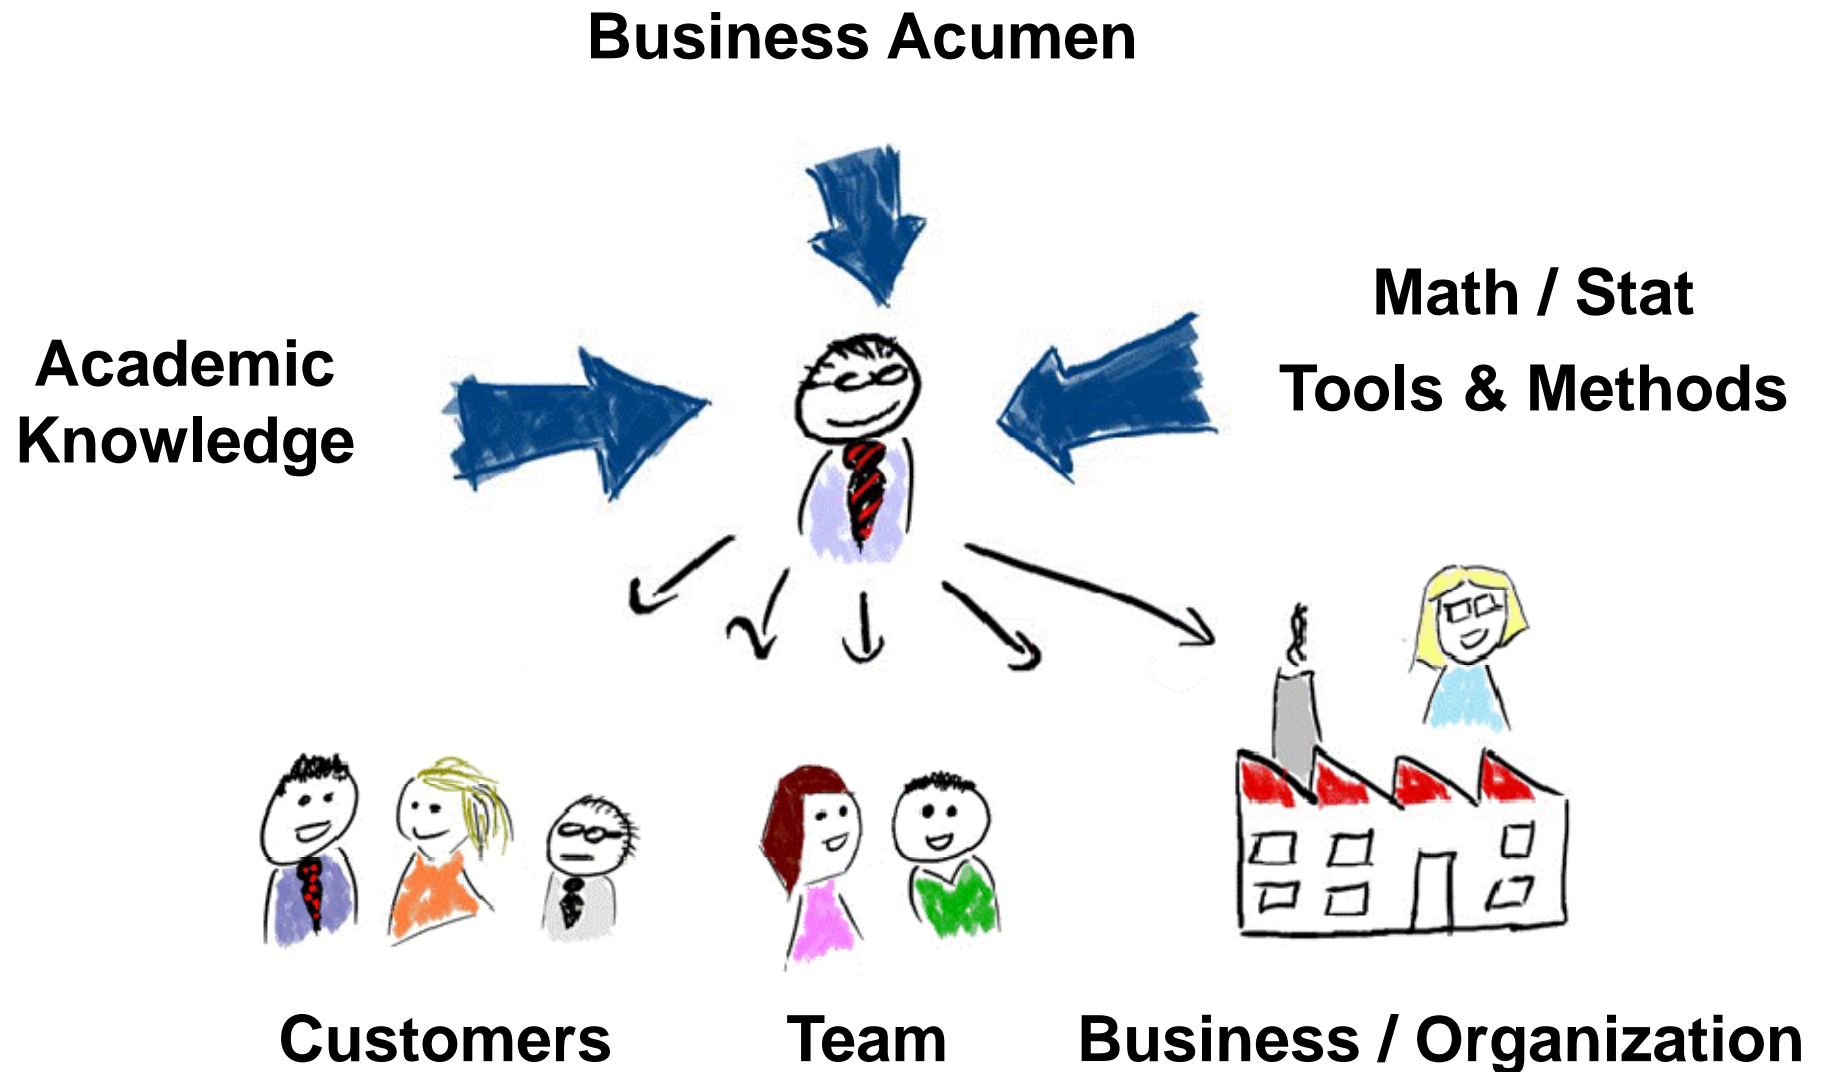 Business Acumen
Academic
Knowledge
Math / Stat
Tools & Methods
Customers
Team
Business / Organization